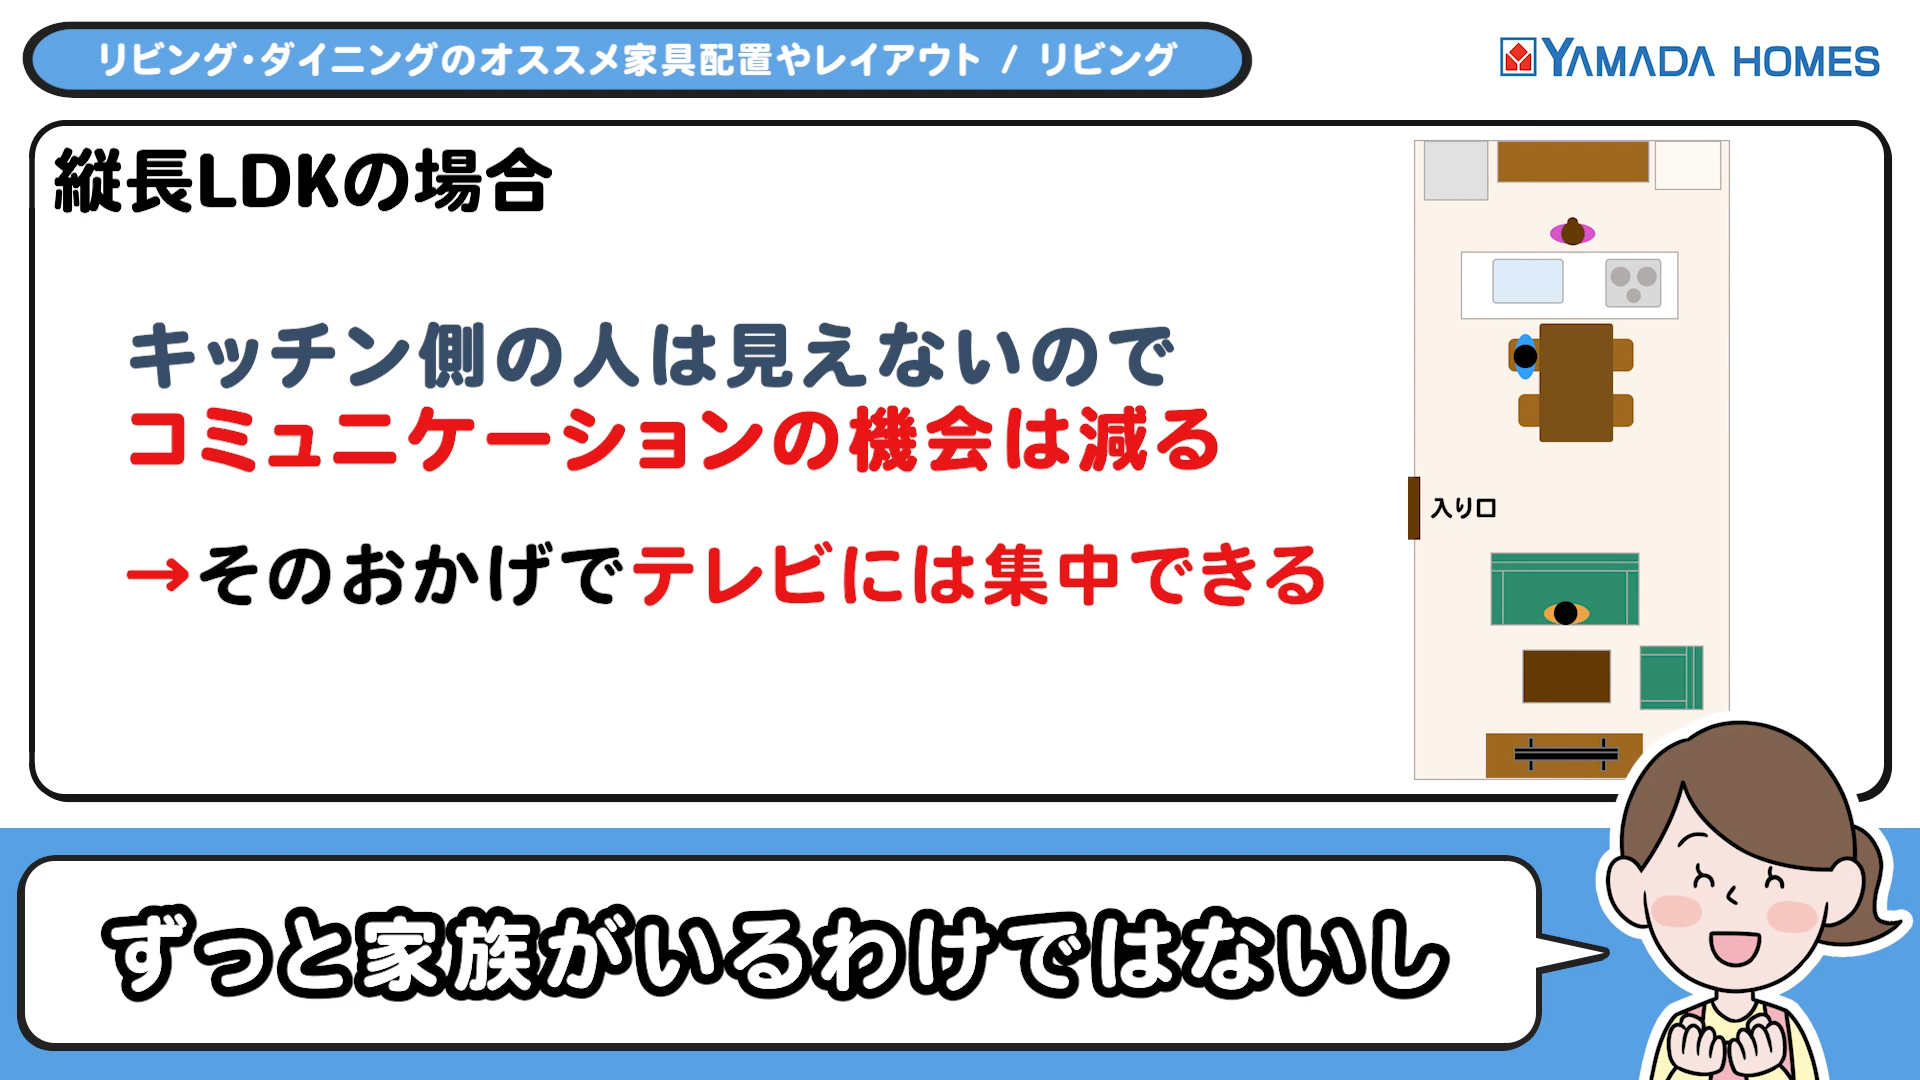 リビング・ダイニングのオススメ家具配置やレイアウト / リビング
YAMADA HOMES
縦長LDKの場合
キッチン側の人は見えないので
コミュニケーションの機会は減る
→そのおかげでテレビには集中できる
入り口
ずっと家族がいるわけではないし